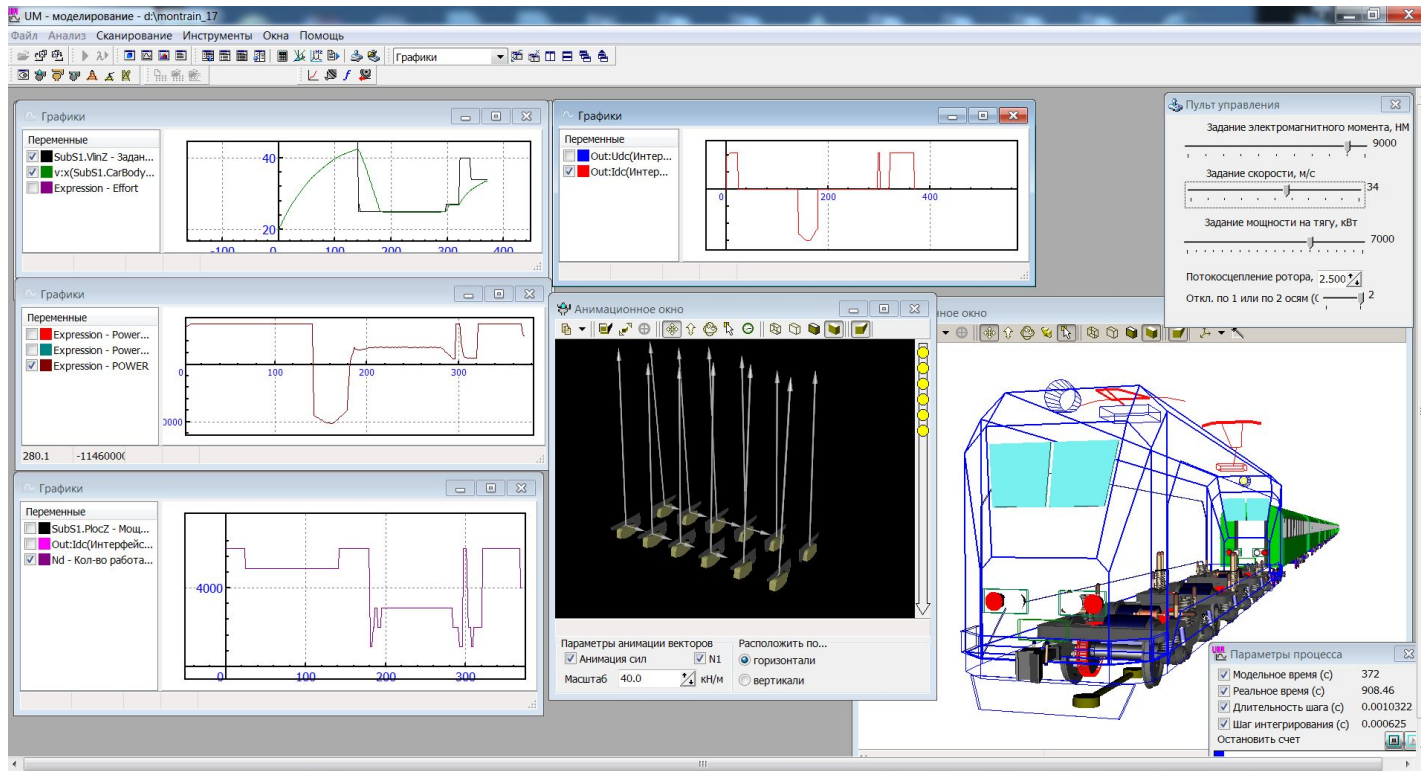 UM - моделирование - d:\montrain_17
Файл Анализ Сканирование Инструменты Окна Помощь
Графики
Графики
Переменные
SubS1.VlinZ - Задан...
v:x(SubS1.CarBody...
Expression - Effort
40
20
-100 0 100 200 300 400
Графики
Переменные
Out:Udc(Интер...
Out:Idc(Интер...
0 200 400
Пульт управления
Задание электромагнитного момента, НМ
9000
Задание скорости, м/с
34
Задание мощности на тягу, кВт
7000
Потокосцепление ротора, 2.500
Откл. по 1 или по 2 осям (( 2
Графики
Переменные
Expression - Power...
Expression - Power...
Expression - POWER
0 100 200 300
3000
280.1 -1146000(
Анимационное окно
ное окно
Параметры анимации векторов
Расположить по...
Анимация сил
N1
горизонтали
Масштаб 40.0 кН/м
вертикали
Графики
Переменные
SubS1.PlocZ - Мощ...
Out:Idc(Интерфейс...
Nd - Кол-во работа...
4000
0 100 200 300
Параметры процесса
Модельное время (с) 372
Реальное время (с) 908.46
Длительность шага (с) 0.0010322
Шаг интегрирования (с) 0.000625
Остановить счет